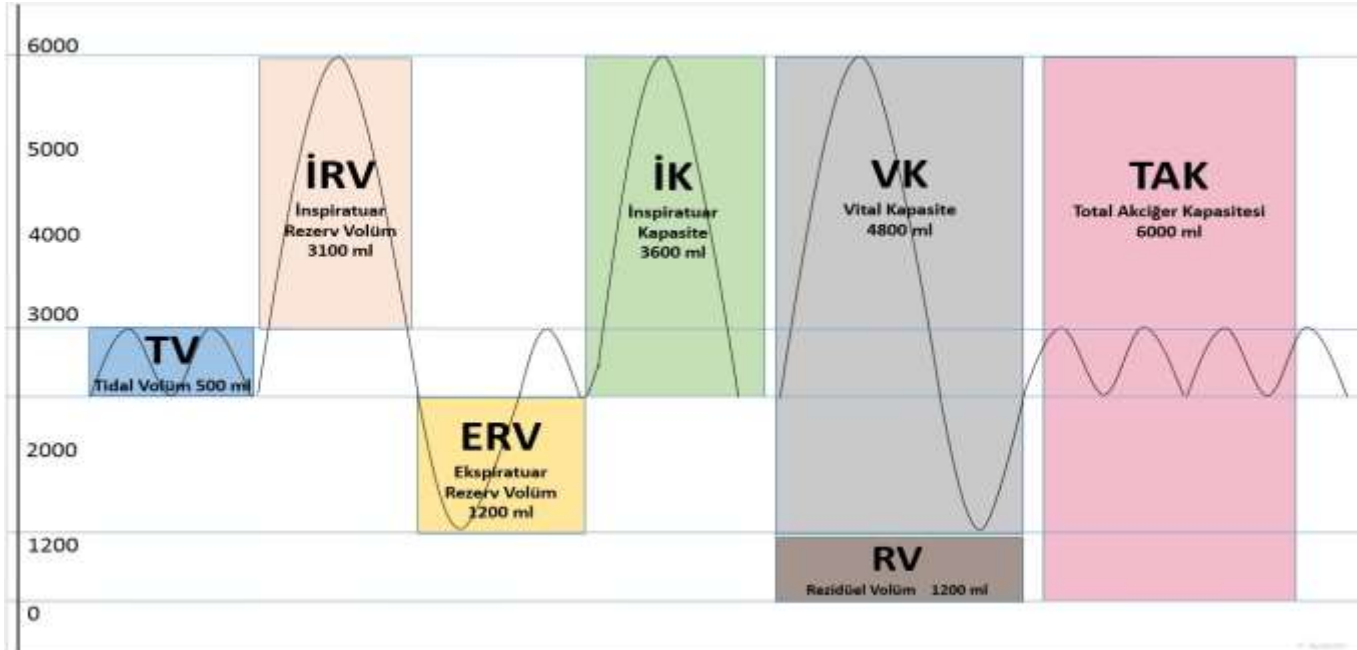 6000
5000
4000
3000
2000
1200
0
TV
Tidal Volüm 500 ml
İRV
İnspiratuar
Rezerv Volüm
3100 ml
ERV
Ekspiratuar
Rezerv Volüm
1200 ml
İK
İnspiratuar
Kapasite
3600 ml
VK
Vital Kapasite
4800 ml
RV
Rezidüel Volüm 1200 ml
TAK
Total Akciğer Kapasitesi
6000 ml